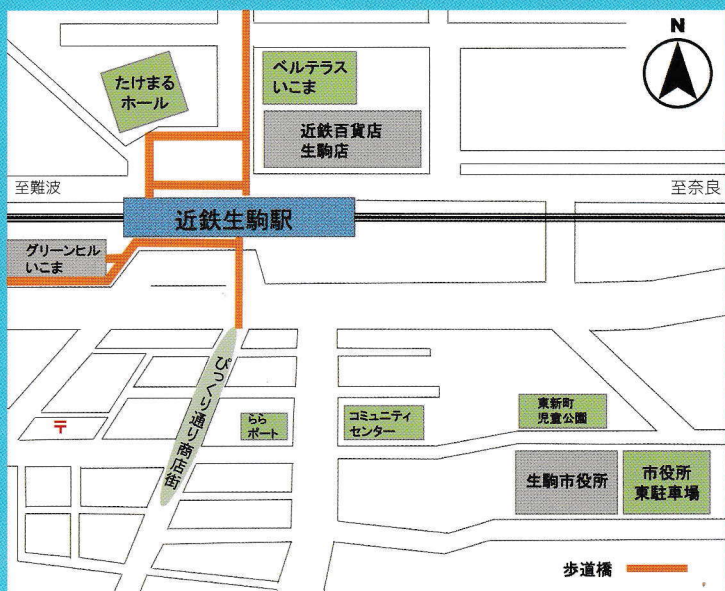 N
たけまる
ホール
ベルテラス
いこま
近鉄百貨店
生駒店
至難波
至奈良
近鉄生駒駅
グリーンヒル
いこま
ぴっくり通り商店街
〒
らら
ポート
コミュニティ
センター
東新町
児童公園
生駒市役所
市役所
東駐車場
歩道橋